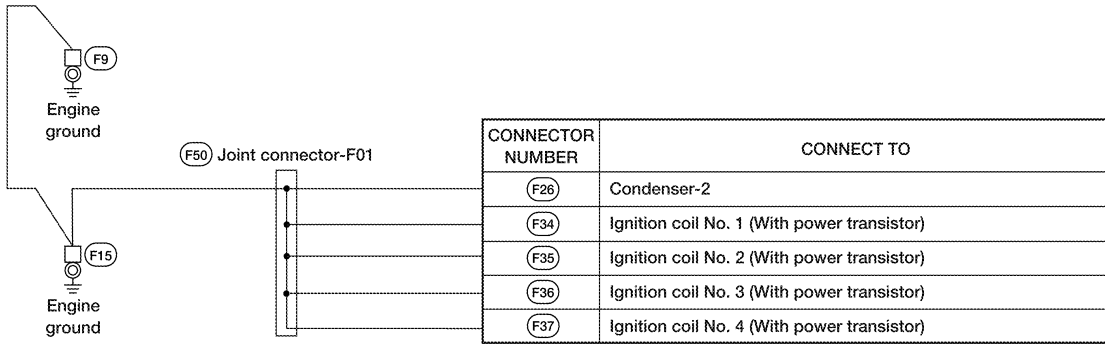 F9
Engine
ground
F50 Joint connector-F01
F15
Engine
ground
CONNECTOR NUMBER CONNECT TO
F26 Condenser-2
F34 Ignition coil No. 1 (With power transistor)
F35 Ignition coil No. 2 (With power transistor)
F36 Ignition coil No. 3 (With power transistor)
F37 Ignition coil No. 4 (With power transistor)